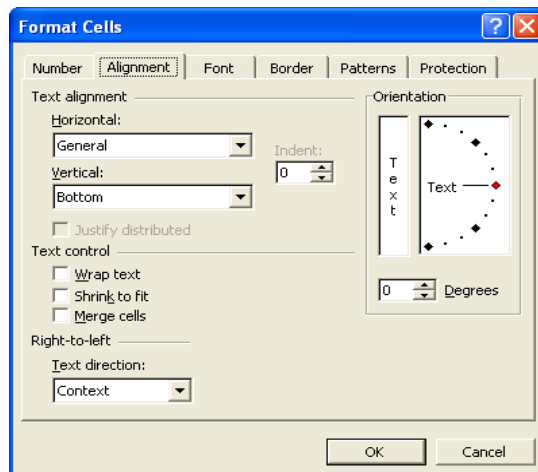 Format Cells
Number Alignment Font Border Patterns Protection
Text alignment
Horizontal:
General
Indent:
0
Vertical:
Bottom
Justify distributed
Text control
Wrap text
Shrink to fit
Merge cells
Right-to-left
Text direction:
Context
Orientation
Text
Text
0 Degrees
OK Cancel